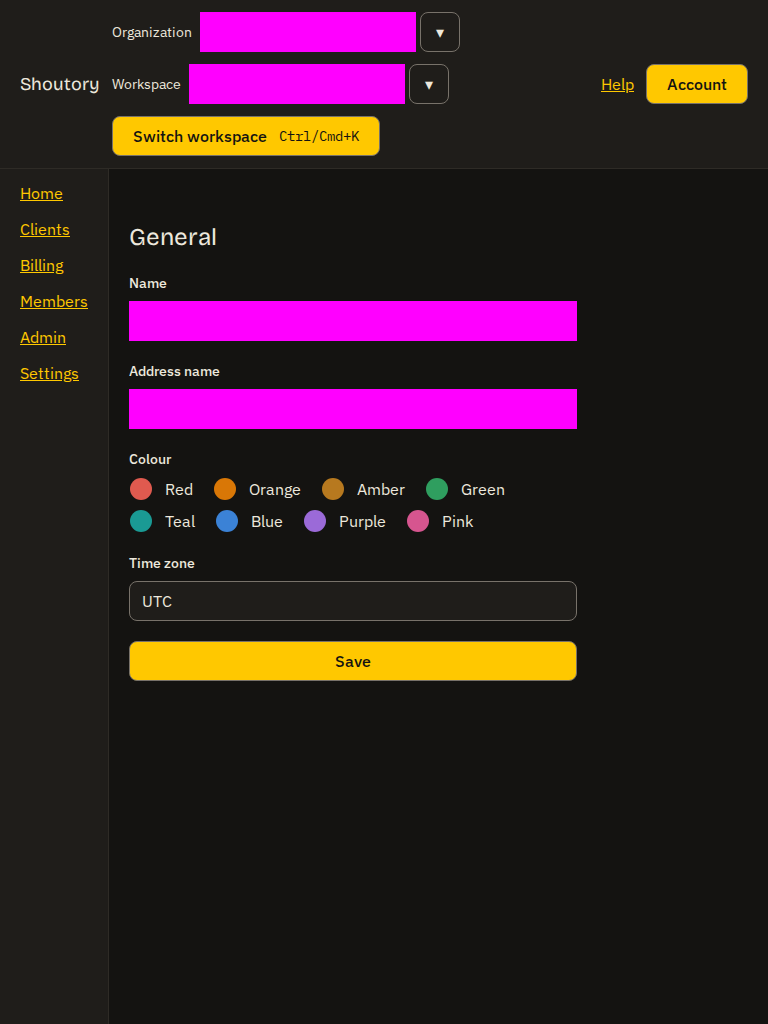 Organization ▼
Shoutory Workspace ▼ Help Account
Switch workspace Ctrl/Cmd+K
Home
Clients
Billing
Members
Admin
Settings
General
Name
Address name
Colour
Red Orange Amber Green
Teal Blue Purple Pink
Time zone
UTC
Save